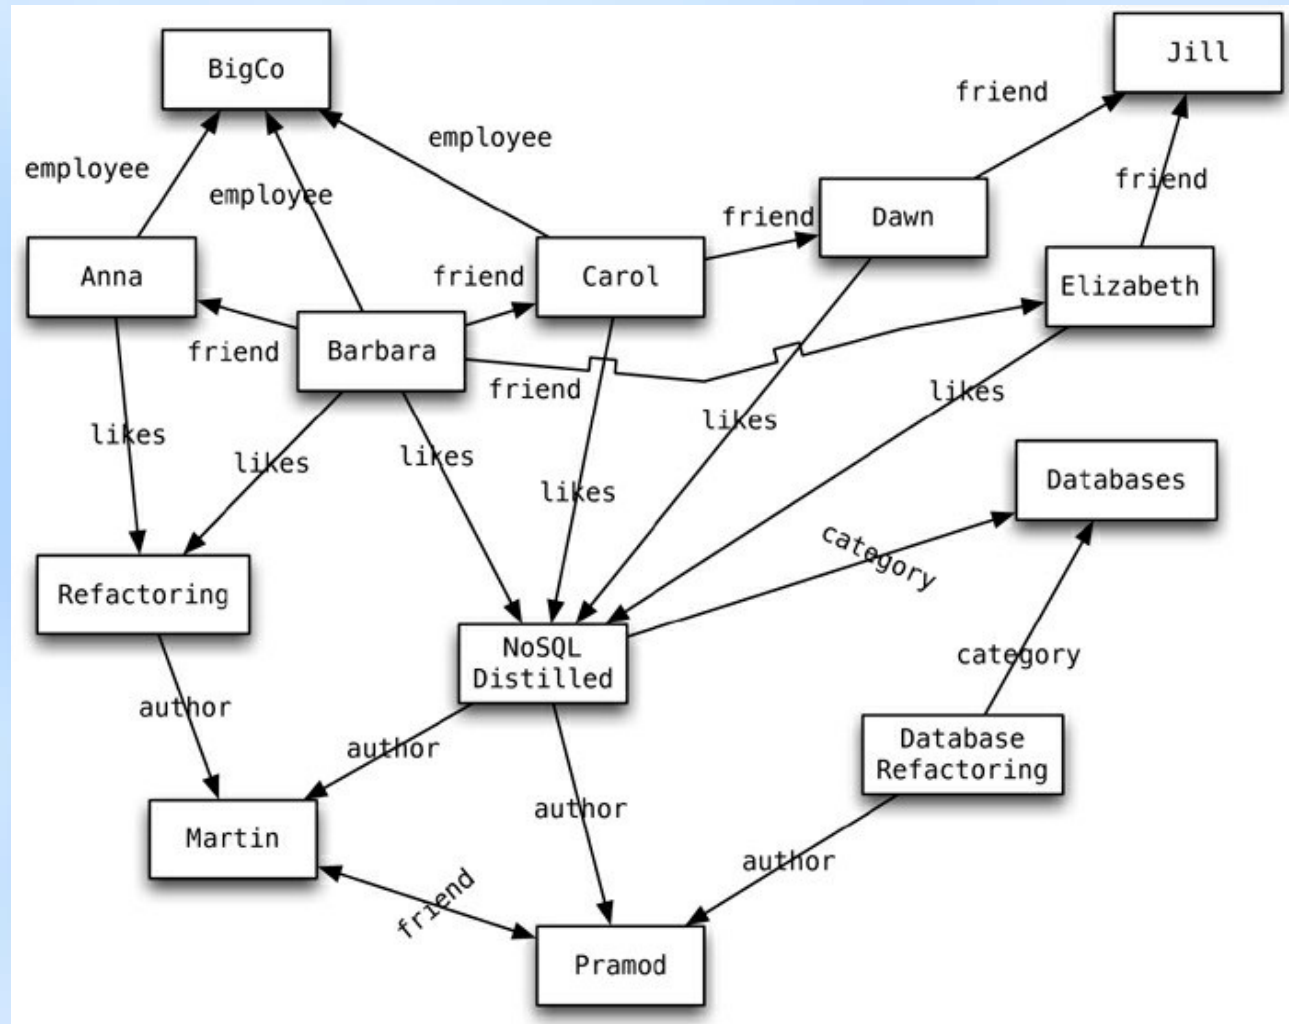 BigCo
Jill
friend
employee
employee
employee
friend
friend
Dawn
Anna
friend
Carol
Elizabeth
friend
Barbara
friend
likes
likes
likes
likes
likes
likes
Databases
category
Refactoring
NoSQL
Distilled
category
author
author
Database
Refactoring
author
Martin
author
friend
Pramod